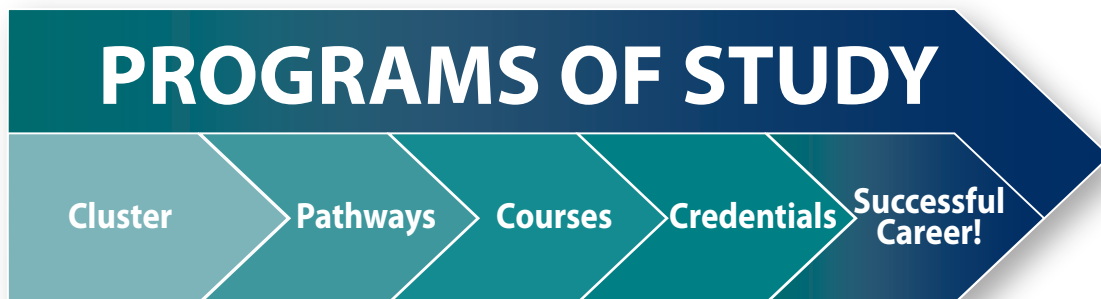 PROGRAMS OF STUDY
Cluster
Pathways
Courses
Credentials
Successful
Career!